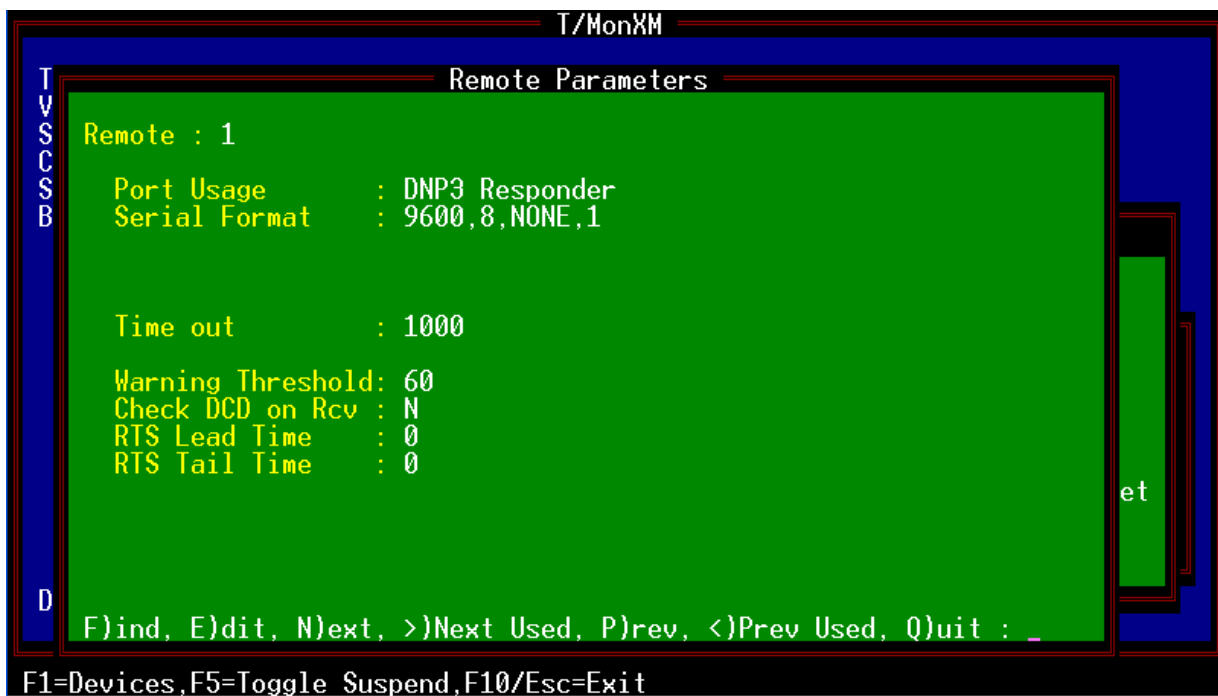 T/MonXM
Remote Parameters
T
V
S
C
S
B
D
Remote : 1
Port Usage : DNP3 Responder
Serial Format : 9600,8,NONE,1
Time out : 1000
Warning Threshold: 60
Check DCD on Rcv : N
RTS Lead Time : 0
RTS Tail Time : 0
et
F)ind, E)dit, N)ext, >)Next Used, P)rev, <)Prev Used, Q)uit : _
F1=Devices,F5=Toggle Suspend,F10/Esc=Exit